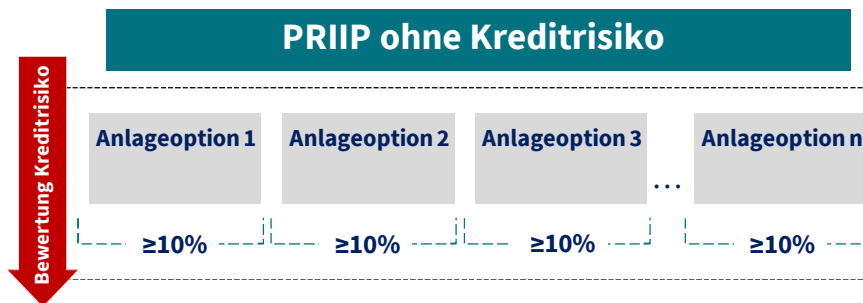 PRIIP ohne Kreditrisiko
Bewertung Kreditrisiko
Anlageoption 1
Anlageoption 2
Anlageoption 3
...
Anlageoption n
≥10%
≥10%
≥10%
≥10%